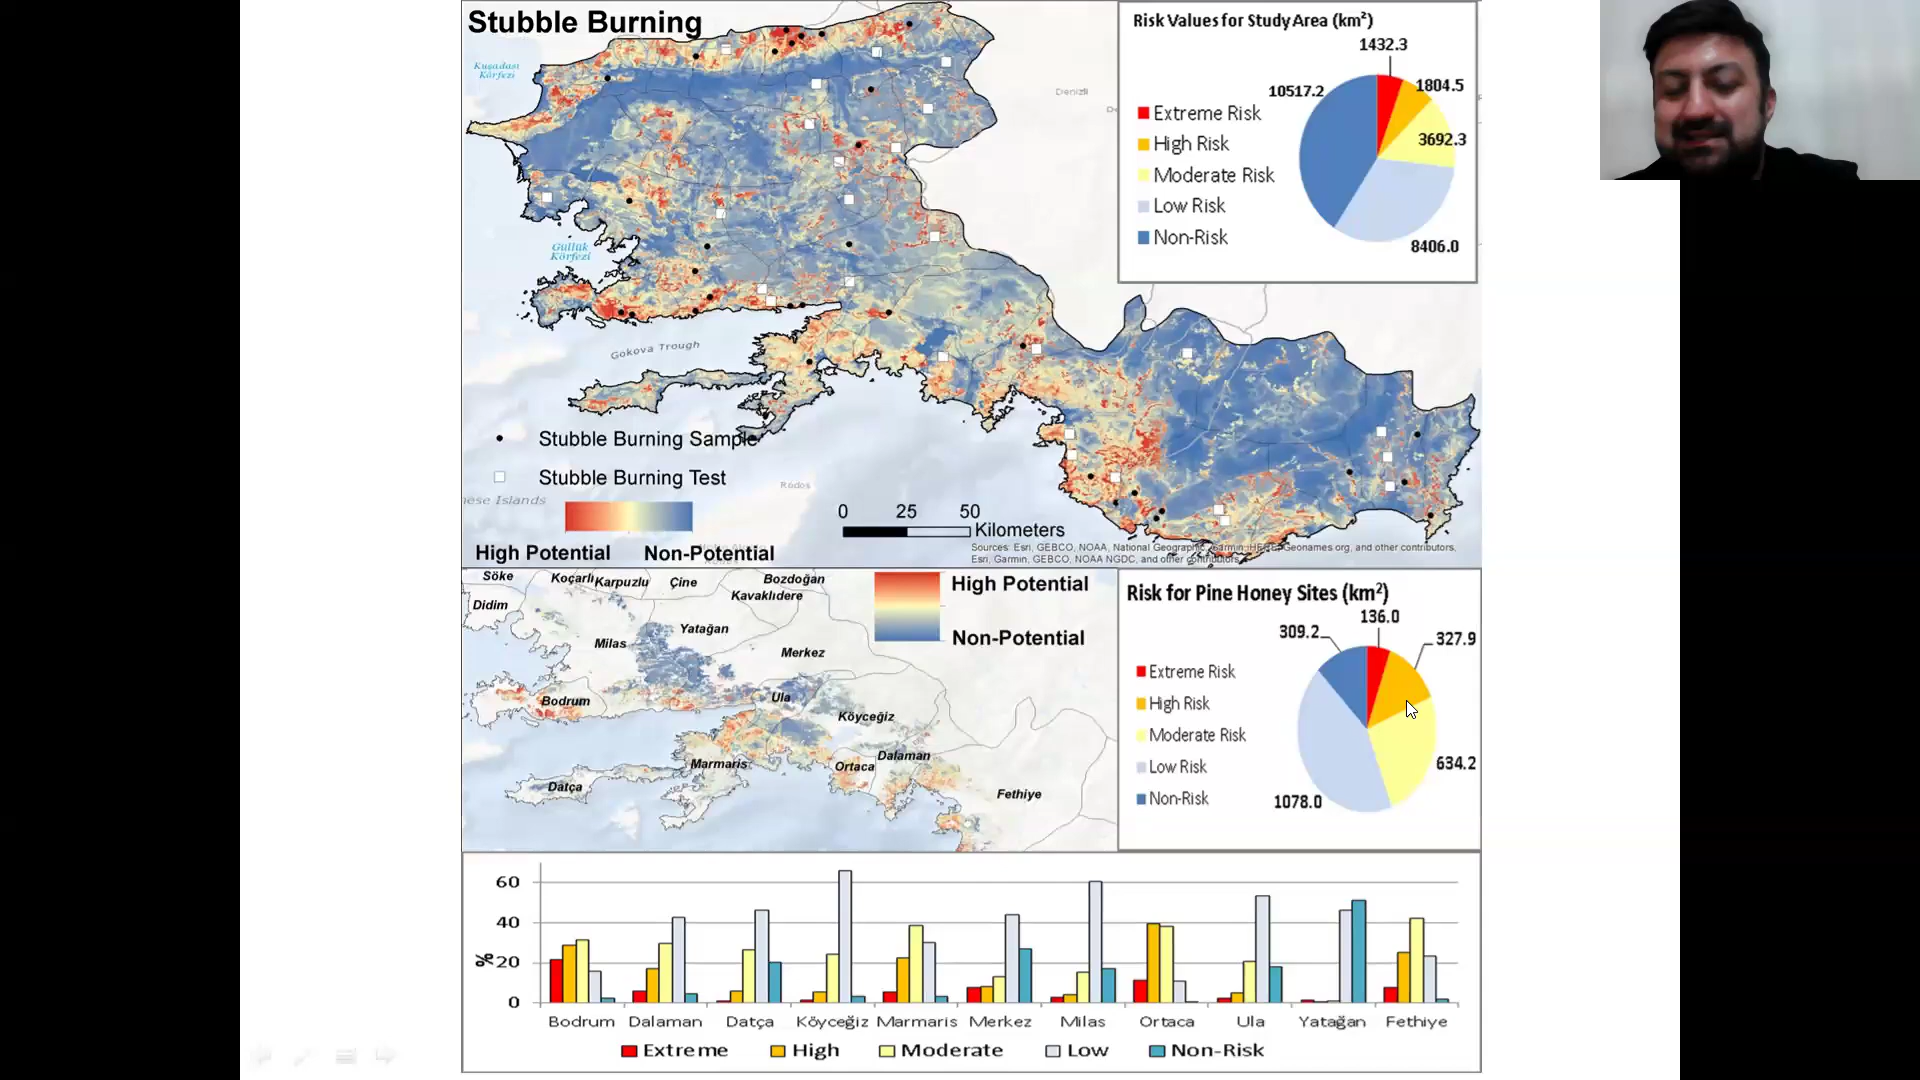 Stubble Burning
Kuşadası
Körfezi
Denizli
Güllük
Körfezi
Gokova Trough
Rodos
Stubble Burning Sample
Stubble Burning Test
High Potential
Non-Potential
0 25 50
Kilometers
Sources: Esri, GEBCO, NOAA, National Geographic, Garmin, HERE, Geonames.org, and other contributors,
Esri, Garmin, GEBCO, NOAA NGDC, and other contributors
Risk Values for Study Area (km²)
1432.3
1804.5
10517.2
3692.3
8406.0
Extreme Risk
High Risk
Moderate Risk
Low Risk
Non-Risk
Söke
Koçarlı
Karpuzlu
Çine
Bozdoğan
Kavaklıdere
Didim
Milas
Yatağan
Merkez
Bodrum
Ula
Köyceğiz
Marmaris
Ortaca
Dalaman
Datça
Fethiye
High Potential
Non-Potential
Risk for Pine Honey Sites (km²)
136.0
309.2
327.9
634.2
1078.0
Extreme Risk
High Risk
Moderate Risk
Low Risk
Non-Risk
60
40
20
0
%
Bodrum Dalaman Datça Köyceğiz Marmaris Merkez Milas Ortaca Ula Yatağan Fethiye
Extreme High Moderate Low Non-Risk